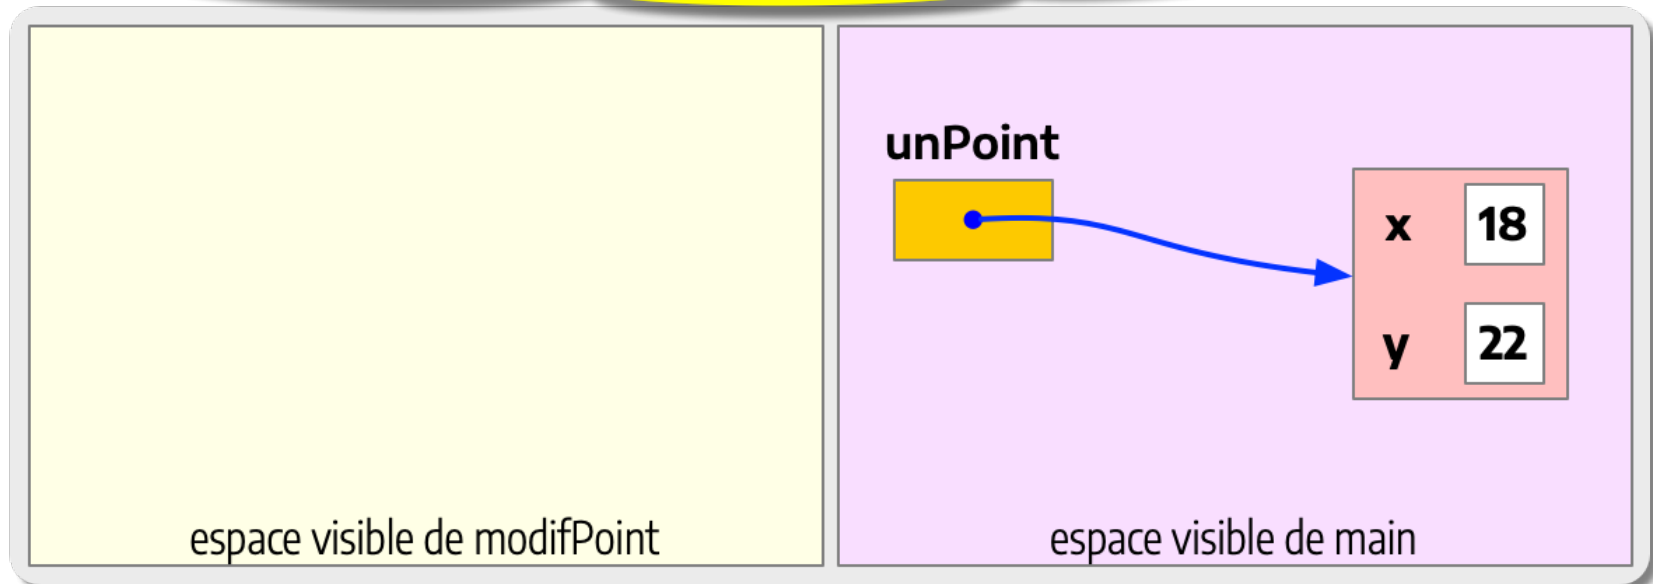 unPoint
x 18
y 22
espace visible de modifPoint
espace visible de main